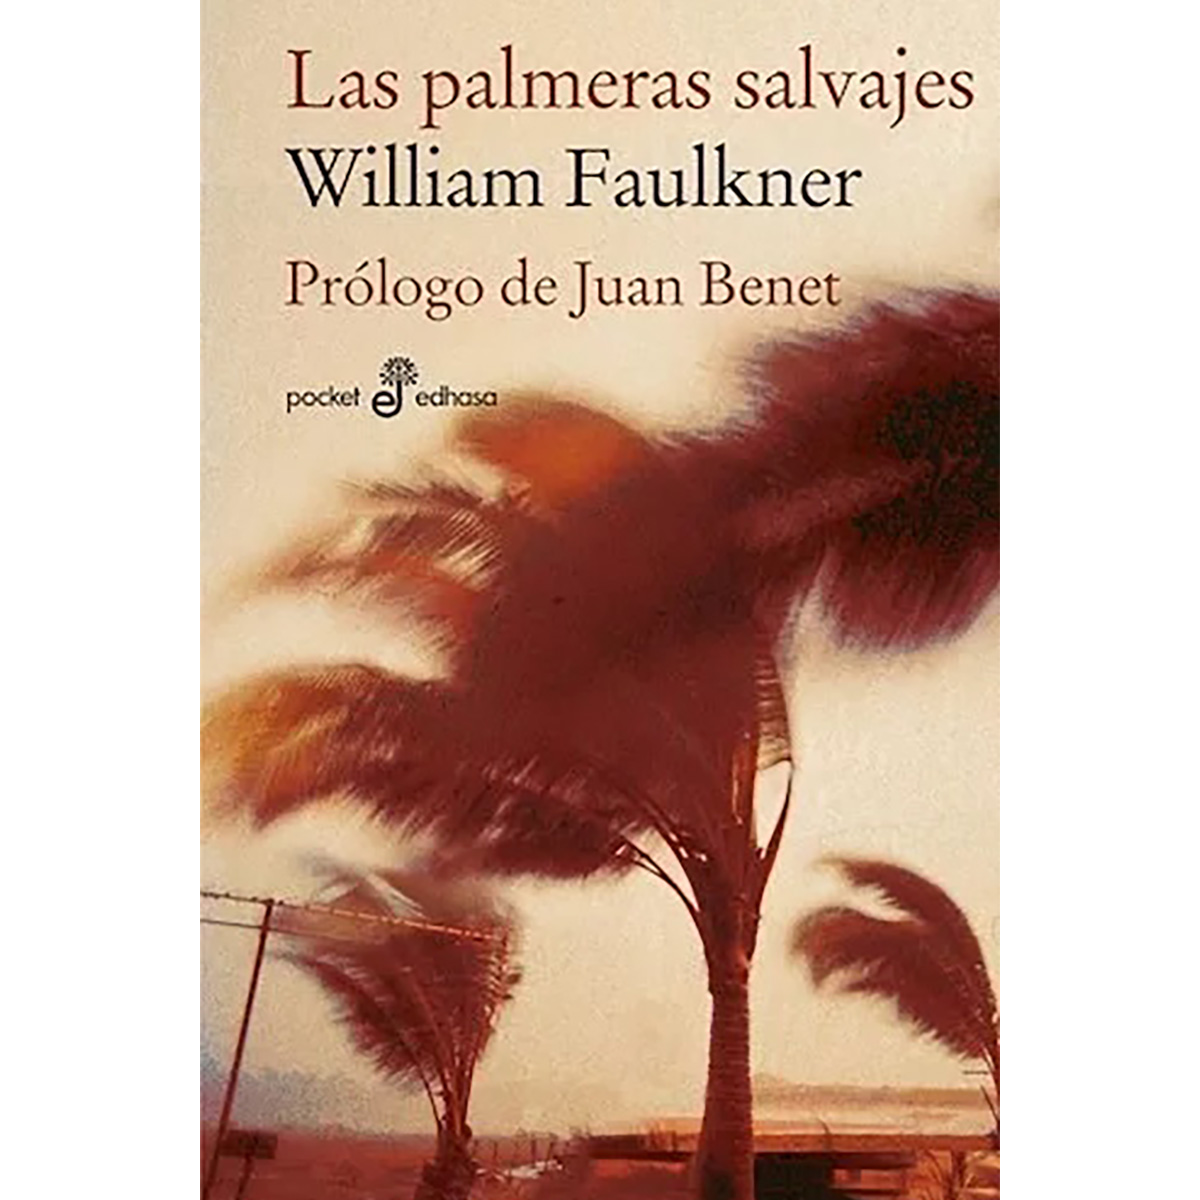 Las palmeras salvajes
William Faulkner
Prólogo de Juan Benet
pocket edhasa